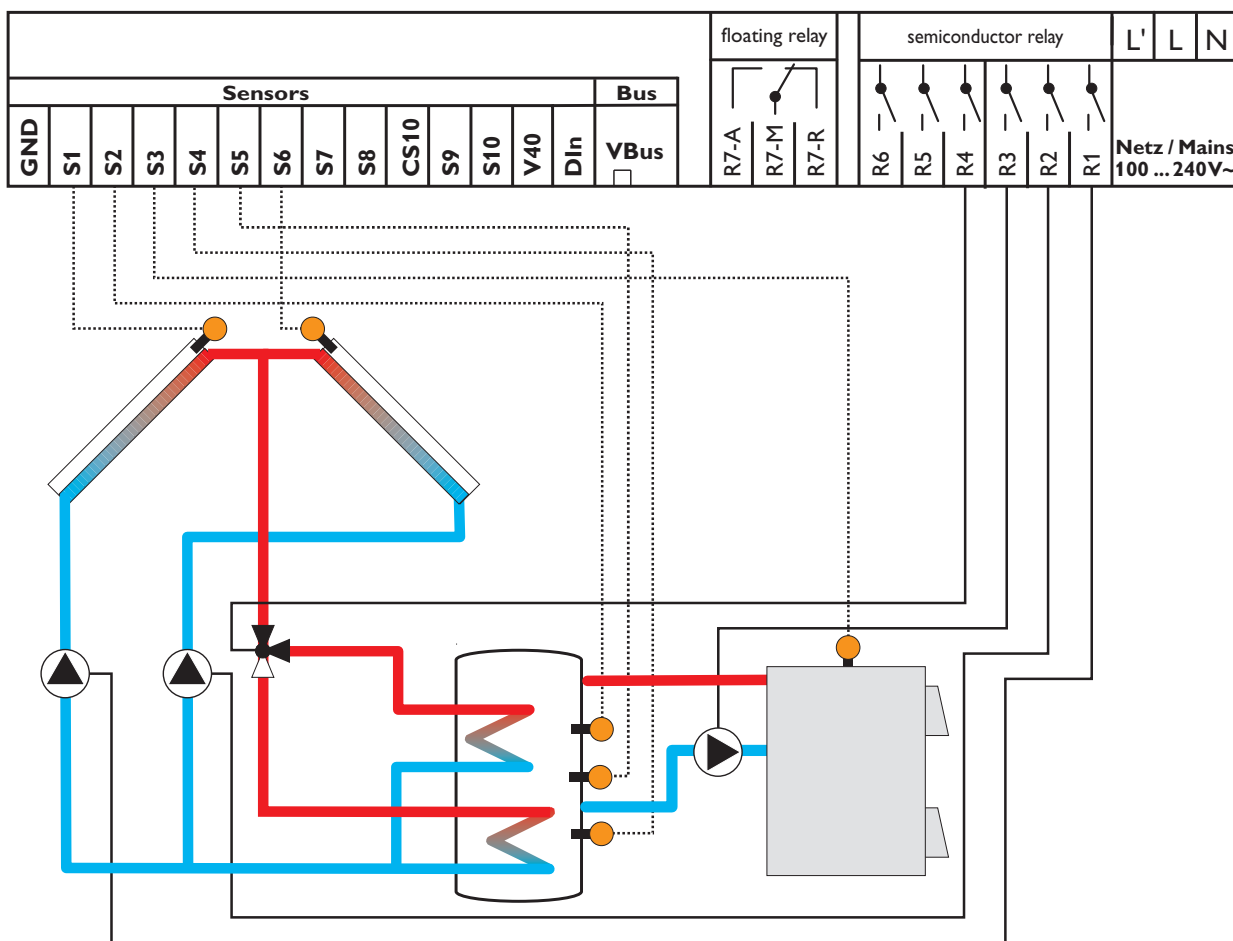 floating relay
semiconductor relay
L' L N
Sensors
Bus
GND
S1
S2
S3
S4
S5
S6
S7
S8
CS10
S9
S10
V40
DIn
VBus
R7-A
R7-M
R7-R
R6
R5
R4
R3
R2
R1
Netz / Mains
100 ... 240V~